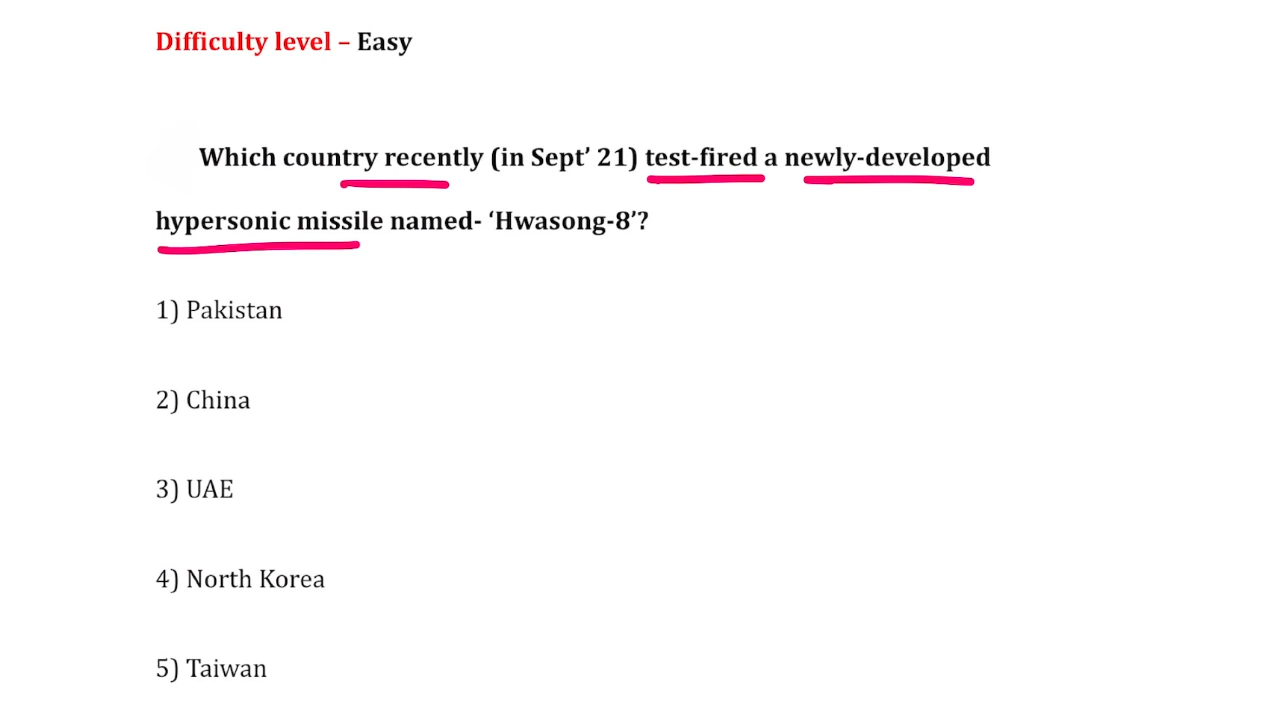 Difficulty level – Easy
Which country recently (in Sept’ 21) test-fired a newly-developed
hypersonic missile named- ‘Hwasong-8’?
1) Pakistan
2) China
3) UAE
4) North Korea
5) Taiwan